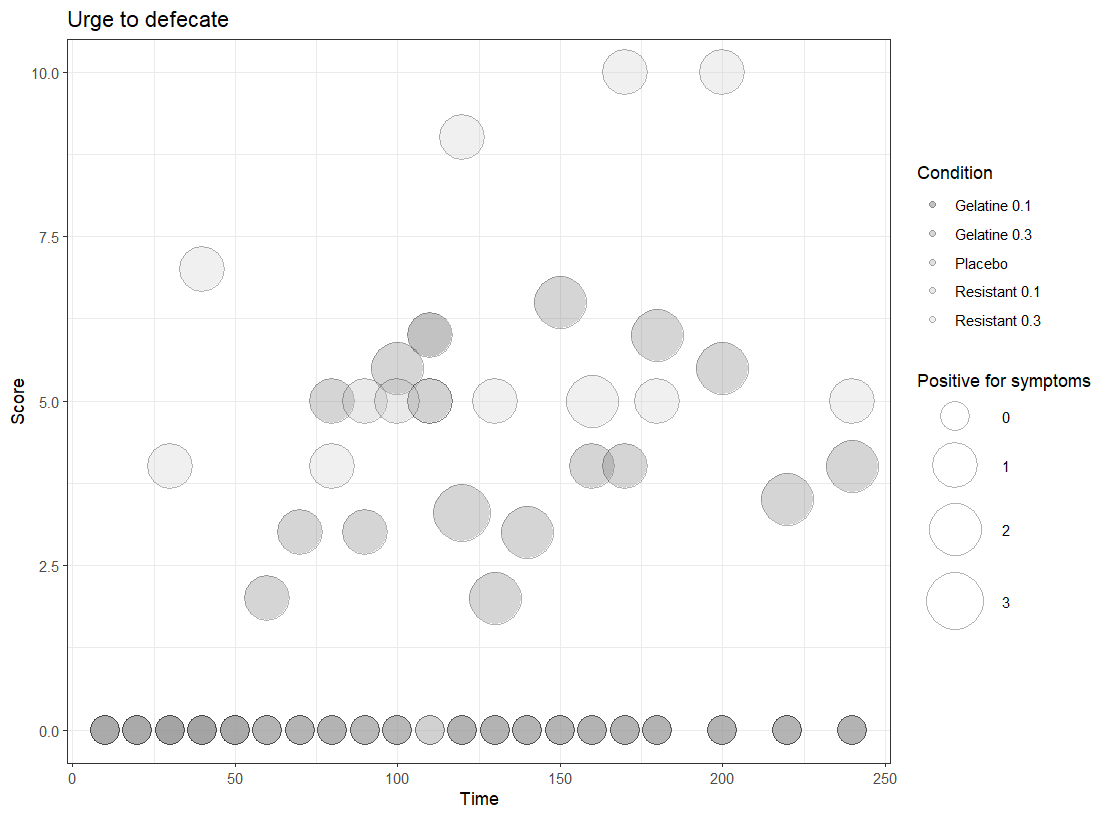 Urge to defecate
10.0
7.5
5.0
2.5
0.0
Score
0 50 100 150 200 250
Time
Condition
Gelatine 0.1
Gelatine 0.3
Placebo
Resistant 0.1
Resistant 0.3
Positive for symptoms
0
1
2
3